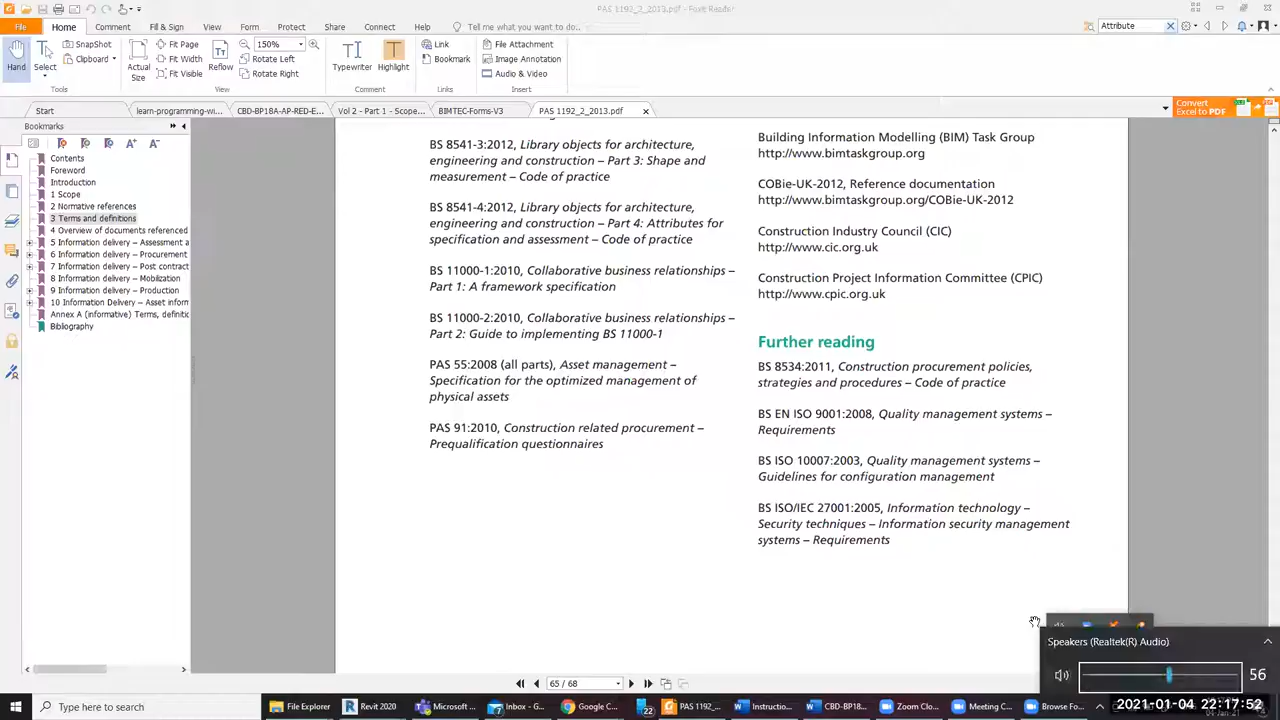 PAS 1192_2_2013.pdf - Foxit Reader
File
Home
Comment
View
Form
Protect
Share
Connect
Help
Fill & Sign
Tell me what you want to do...
Attribute
Hand
Select
SnapShot
Clipboard
Tools
Actual
Size
Fit Page
Fit Width
Fit Visible
Reflow
150%
Rotate Left
Rotate Right
View
Typewriter
Highlight
Comment
Link
Bookmark
Links
File Attachment
Image Annotation
Audio & Video
Insert
Start
learn-programming-wi...
CBD-BP18A-AP-RED-E...
Vol 2 - Part 1 - Scope...
BIMTEC-Forms-V3
PAS 1192_2_2013.pdf
Convert
Excel to PDF
Bookmarks
Contents
Foreword
Introduction
1 Scope
2 Normative references
3 Terms and definitions
4 Overview of documents referenced
5 Information delivery – Assessment a
6 Information delivery – Procurement
7 Information delivery – Post contract
8 Information delivery – Mobilization
9 Information delivery – Production
10 Information Delivery – Asset inforn
Annex A (informative) Terms, definitio
Bibliography
BS 8541-3:2012, Library objects for architecture,
engineering and construction – Part 3: Shape and
measurement – Code of practice
BS 8541-4:2012, Library objects for architecture,
engineering and construction – Part 4: Attributes for
specification and assessment – Code of practice
BS 11000-1:2010, Collaborative business relationships –
Part 1: A framework specification
BS 11000-2:2010, Collaborative business relationships –
Part 2: Guide to implementing BS 11000-1
PAS 55:2008 (all parts), Asset management –
Specification for the optimized management of
physical assets
PAS 91:2010, Construction related procurement –
Prequalification questionnaires
Building Information Modelling (BIM) Task Group
http://www.bimtaskgroup.org
COBie-UK-2012, Reference documentation
http://www.bimtaskgroup.org/COBie-UK-2012
Construction Industry Council (CIC)
http://www.cic.org.uk
Construction Project Information Committee (CPIC)
http://www.cpic.org.uk
Further reading
BS 8534:2011, Construction procurement policies,
strategies and procedures – Code of practice
BS EN ISO 9001:2008, Quality management systems –
Requirements
BS ISO 10007:2003, Quality management systems –
Guidelines for configuration management
BS ISO/IEC 27001:2005, Information technology –
Security techniques – Information security management
systems – Requirements
Speakers (Realtek(R) Audio)
56
65 / 68
Type here to search
File Explorer
Revit 2020
Microsoft ...
Inbox - G...
Google C...
22
PAS 1192_...
Instructio...
CBD-BP18...
Zoom Clo...
Meeting C...
Browse Fo...
2021-01-04 22:17:52